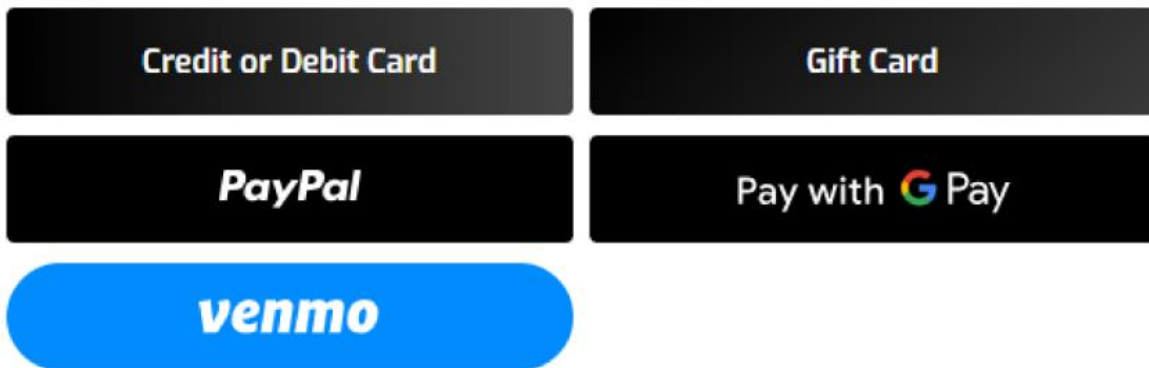 Credit or Debit Card
Gift Card
PayPal
Pay with G Pay
venmo